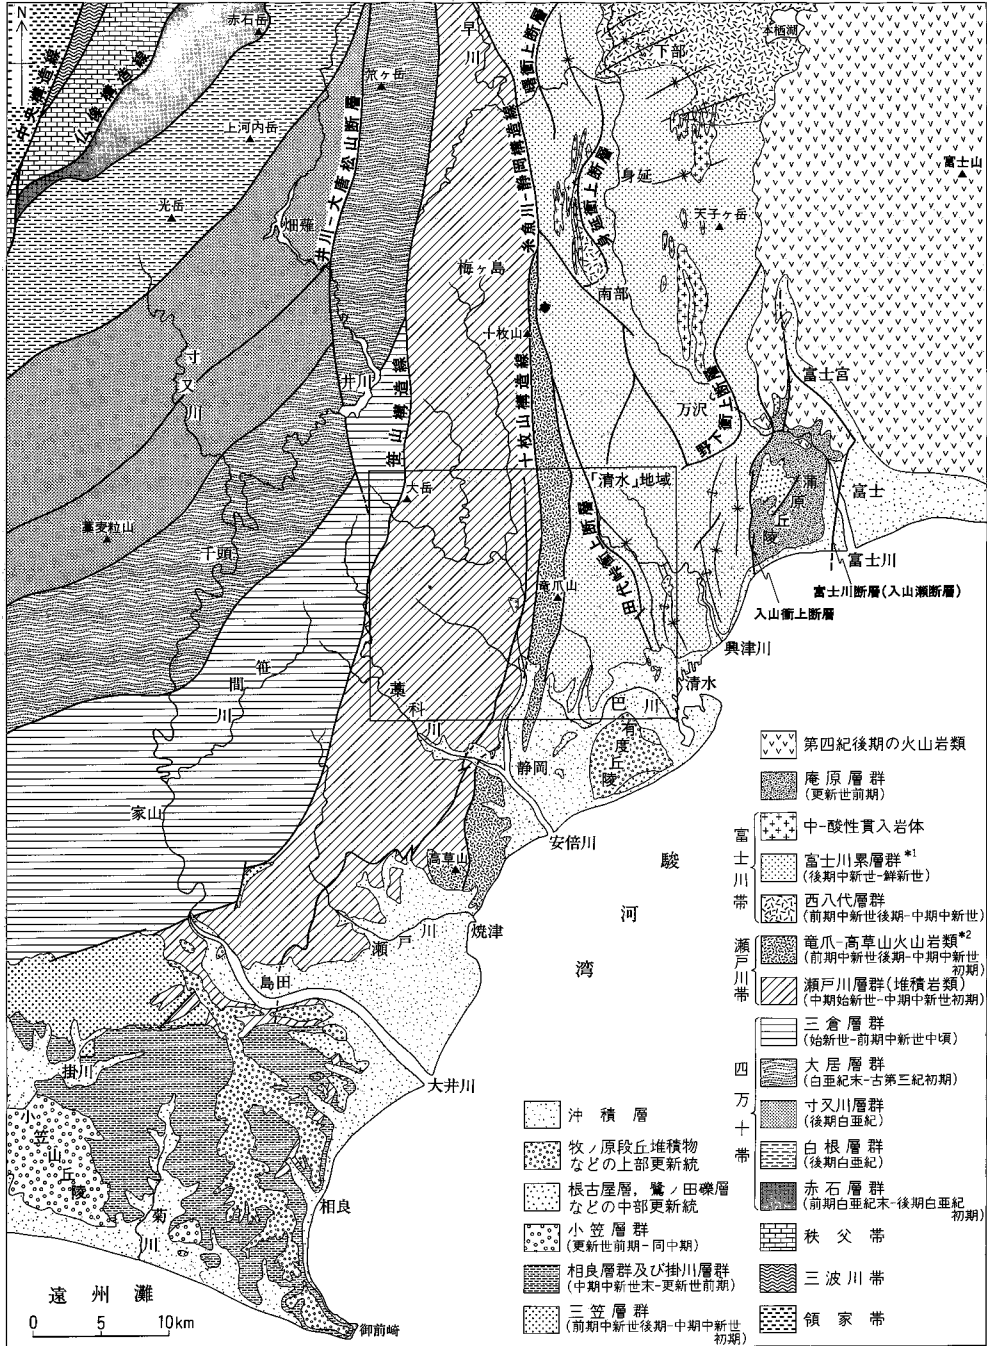 N
赤石岳
早川
本栖湖
下部
中央構造線
仏像構造線
曙衝上断層
上河内岳
糸魚川-静岡構造線
井川-大唐松山断層
身延
身延衝上断層
富士山
光岳
畑薙
天子ヶ岳
梅ヶ島
南部
十枚山
寸又川
井川
笹山構造線
十枚山構造線
富士宮
万沢
野下衝上断層
「清水」地域
大岳
蒲原丘陵
富士
千頭
田代峠衝上断層
富士川
竜爪山
富士川断層(入山瀬断層)
入山衝上断層
興津川
笹間川
藁科川
清水
巴川
有度丘陵
静岡
家山
安倍川
高草山
駿河湾
瀬戸川
焼津
島田
掛川
大井川
小笠山丘陵
相良
菊川
遠州灘
0 5 10km
御前崎
第四紀後期の火山岩類
庵原層群
(更新世前期)
富士川帯
中-酸性貫入岩体
富士川累層群*1
(後期中新世-鮮新世)
西八代層群
(前期中新世後期-中期中新世)
瀬戸川帯
竜爪-高草山火山岩類*2
(前期中新世後期-中期中新世
初期)
瀬戸川層群(堆積岩類)
(中期始新世-中期中新世初期)
四万十帯
三倉層群
(始新世-前期中新世中頃)
大居層群
(白亜紀末-古第三紀初期)
寸又川層群
(後期白亜紀)
白根層群
(後期白亜紀)
赤石層群
(前期白亜紀末-後期白亜紀
初期)
秩父帯
三波川帯
領家帯
沖積層
牧ノ原段丘堆積物
などの上部更新統
根古屋層，鷺ノ田礫層
などの中部更新統
小笠層群
(更新世前期-同中期)
相良層群及び掛川層群
(中期中新世末-更新世前期)
三笠層群
(前期中新世後期-中期中新世
初期)